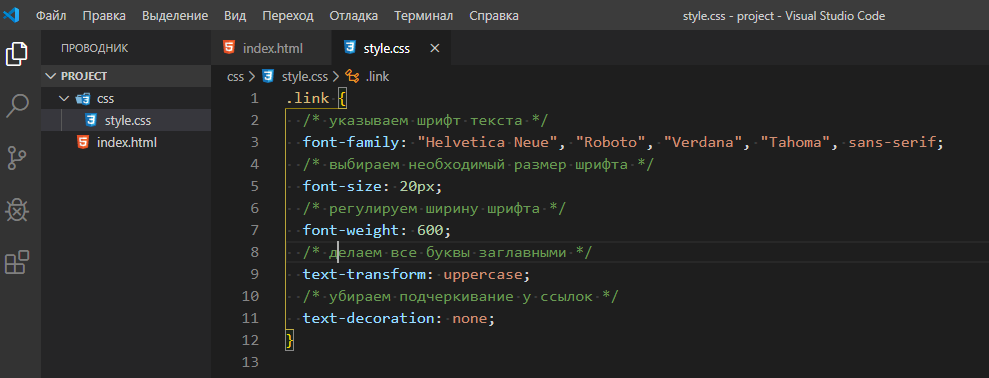 Файл Правка Выделение Вид Переход Отладка Терминал Справка style.css - project - Visual Studio Code
ПРОВОДНИК
PROJECT
css
style.css
index.html
index.html style.css
css > style.css > .link
1 .link {
2 /* указываем шрифт текста */
3 font-family: "Helvetica Neue", "Roboto", "Verdana", "Tahoma", sans-serif;
4 /* выбираем необходимый размер шрифта */
5 font-size: 20px;
6 /* регулируем ширину шрифта */
7 font-weight: 600;
8 /* делаем все буквы заглавными */
9 text-transform: uppercase;
10 /* убираем подчеркивание у ссылок */
11 text-decoration: none;
12 }
13